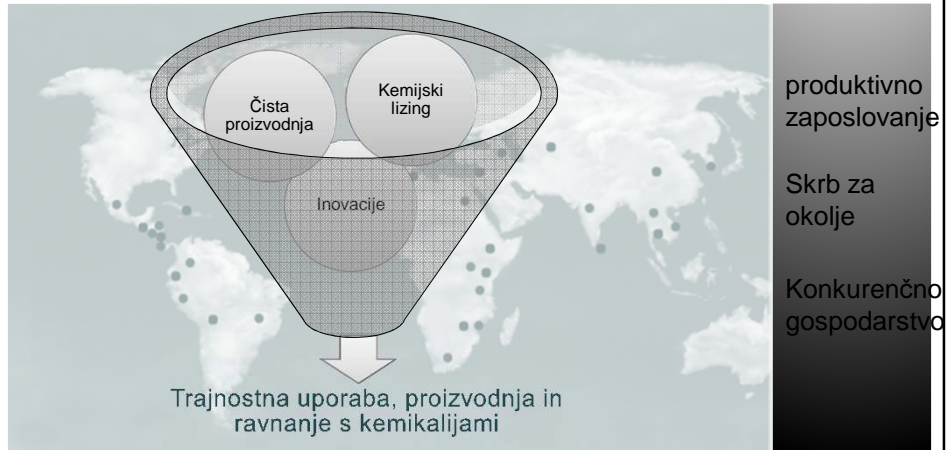 Čista
proizvodnja
Kemijski
lizing
Inovacije
Trajnostna uporaba, proizvodnja in
ravnanje s kemikalijami
produktivno
zaposlovanje
Skrb za
okolje
Konkurenčno
gospodarstvo